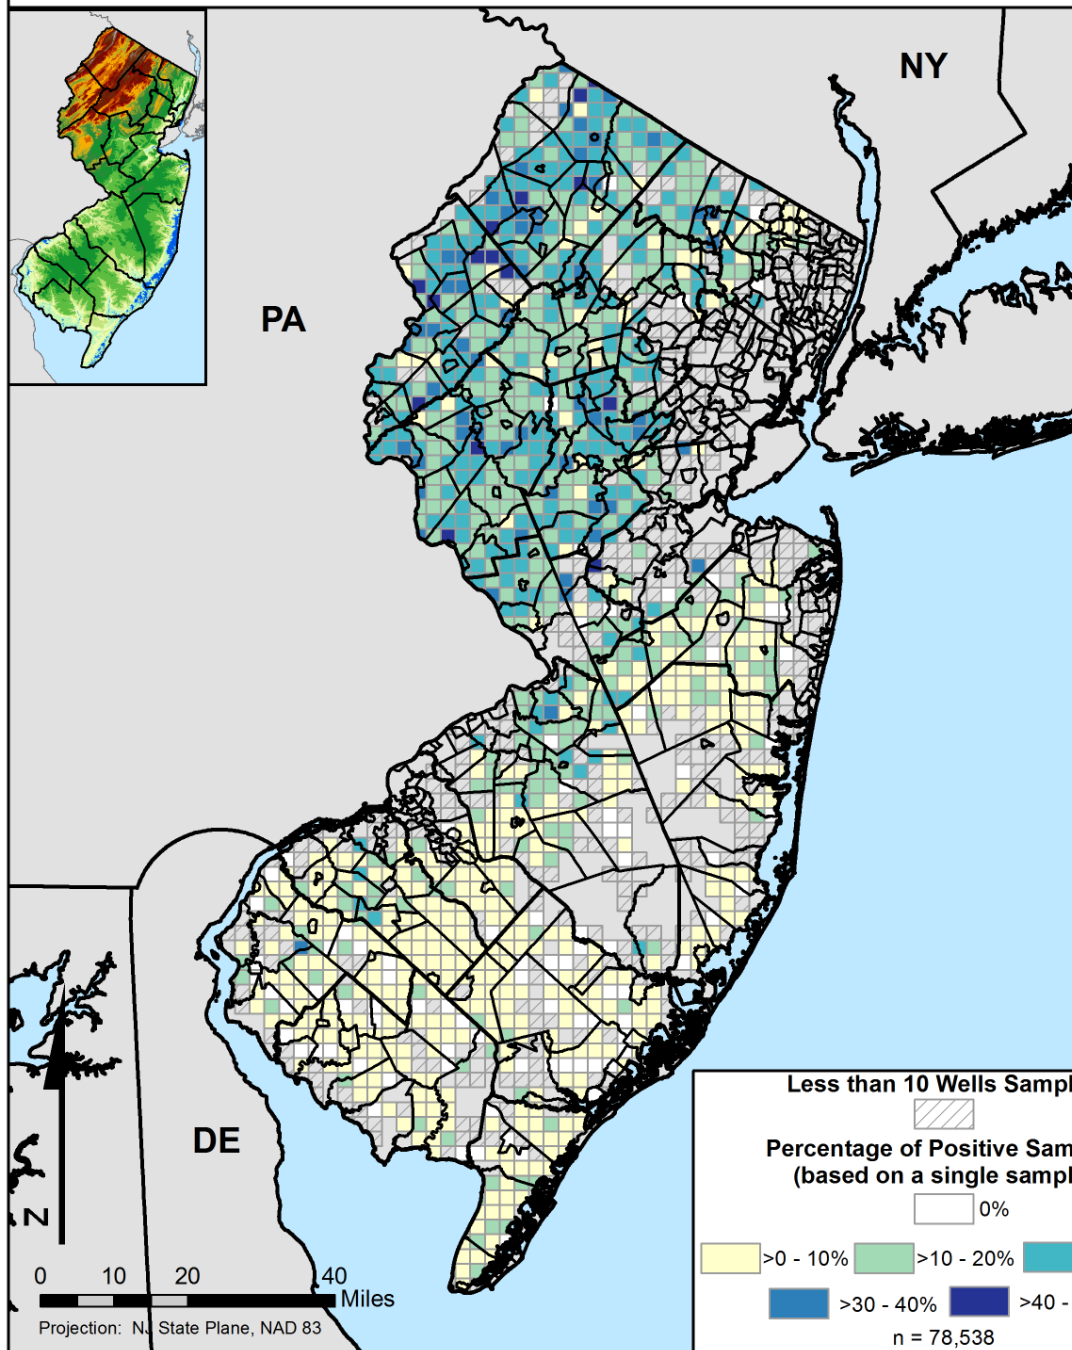 NY
PA
DE
N
0 10 20 40
Miles
Projection: NJ State Plane, NAD 83
Less than 10 Wells Sampl
Percentage of Positive Sam
(based on a single sampl
0%
>0 - 10% >10 - 20%
>30 - 40% >40 -
n = 78,538